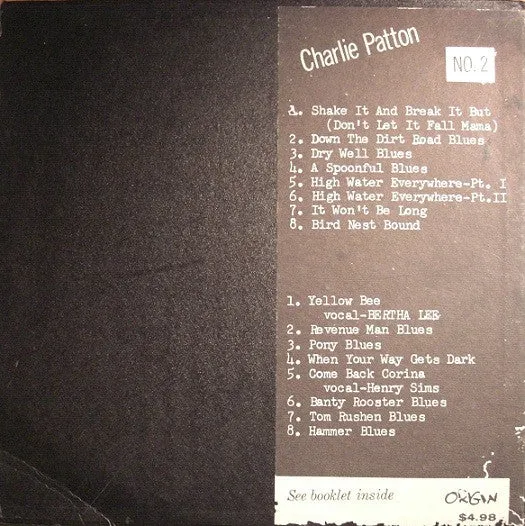 Charlie Patton
NO. 2
1. Shake It And Break It But
(Don't Let It Fall Mama)
2. Down The Dirt Road Blues
3. Dry Well Blues
4. A Spoonful Blues
5. High Water Everywhere-Pt. I
6. High Water Everywhere-Pt.II
7. It Won't Be Long
8. Bird Nest Bound
1. Yellow Bee
vocal-BERTHA LEE
2. Revenue Man Blues
3. Pony Blues
4. When Your Way Gets Dark
5. Come Back Corina
vocal-Henry Sims
6. Banty Rooster Blues
7. Tom Rushen Blues
8. Hammer Blues
See booklet inside
ORIGIN
$4.98